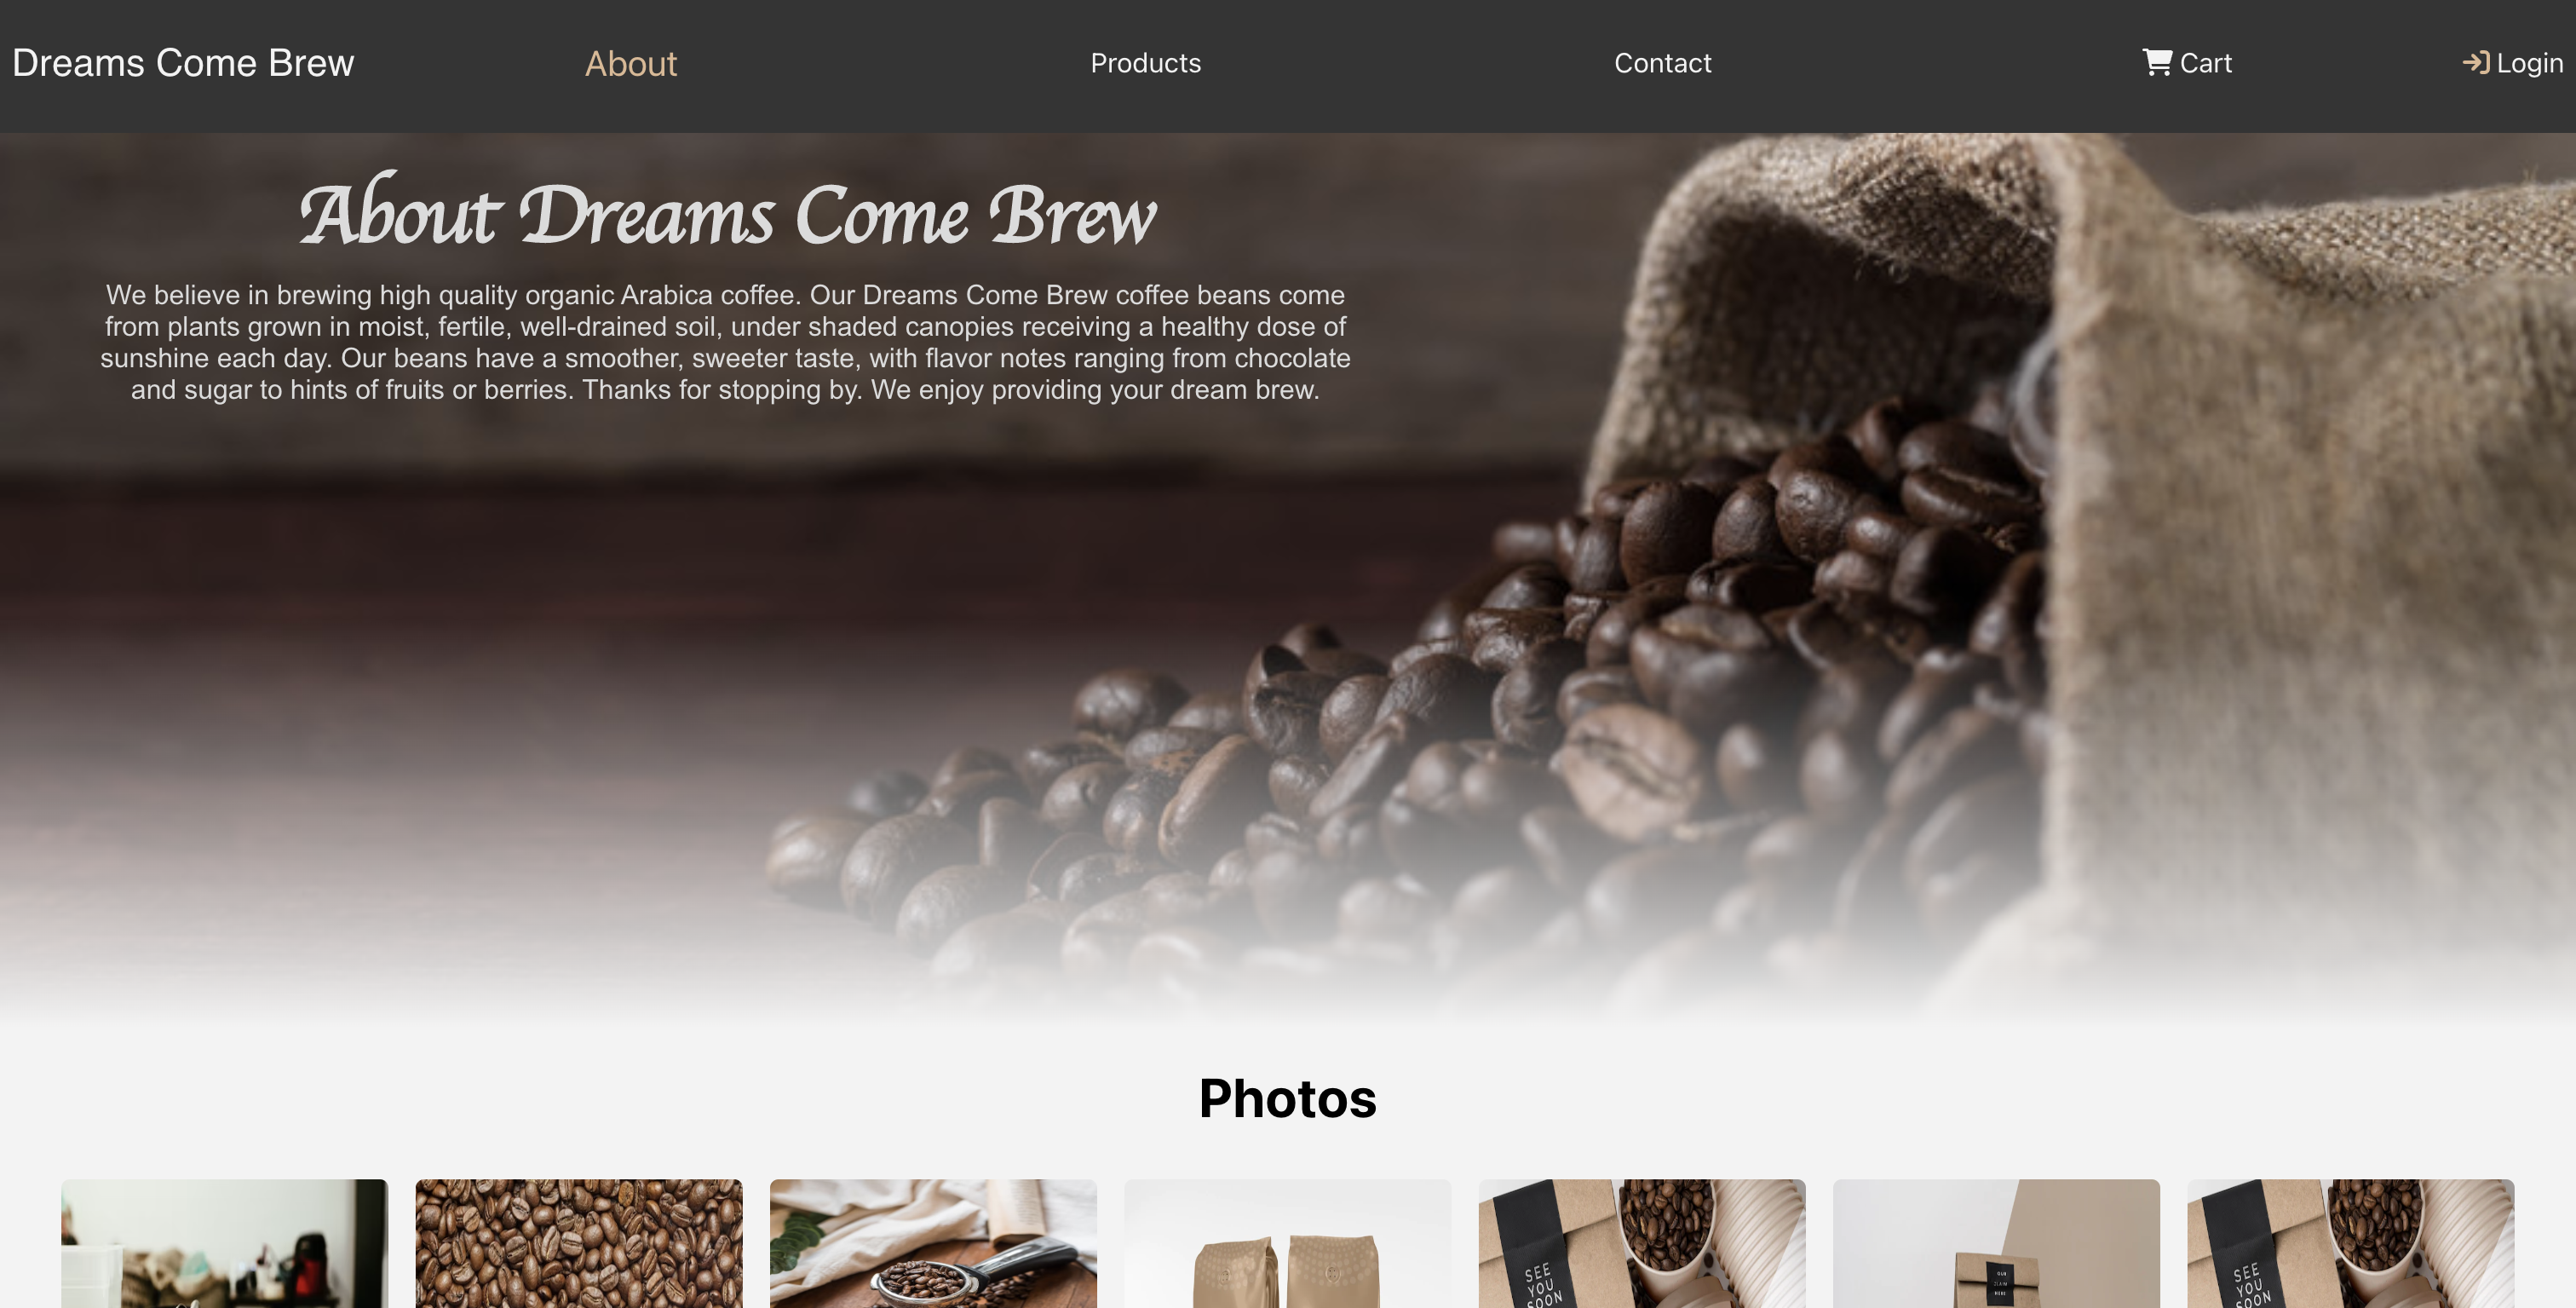 Dreams Come Brew
About
Products
Contact
Cart
Login
About Dreams Come Brew
We believe in brewing high quality organic Arabica coffee. Our Dreams Come Brew coffee beans come
from plants grown in moist, fertile, well-drained soil, under shaded canopies receiving a healthy dose of
sunshine each day. Our beans have a smoother, sweeter taste, with flavor notes ranging from chocolate
and sugar to hints of fruits or berries. Thanks for stopping by. We enjoy providing your dream brew.
Photos
SEE
YOU
SOON
SEE
YOU
SOON